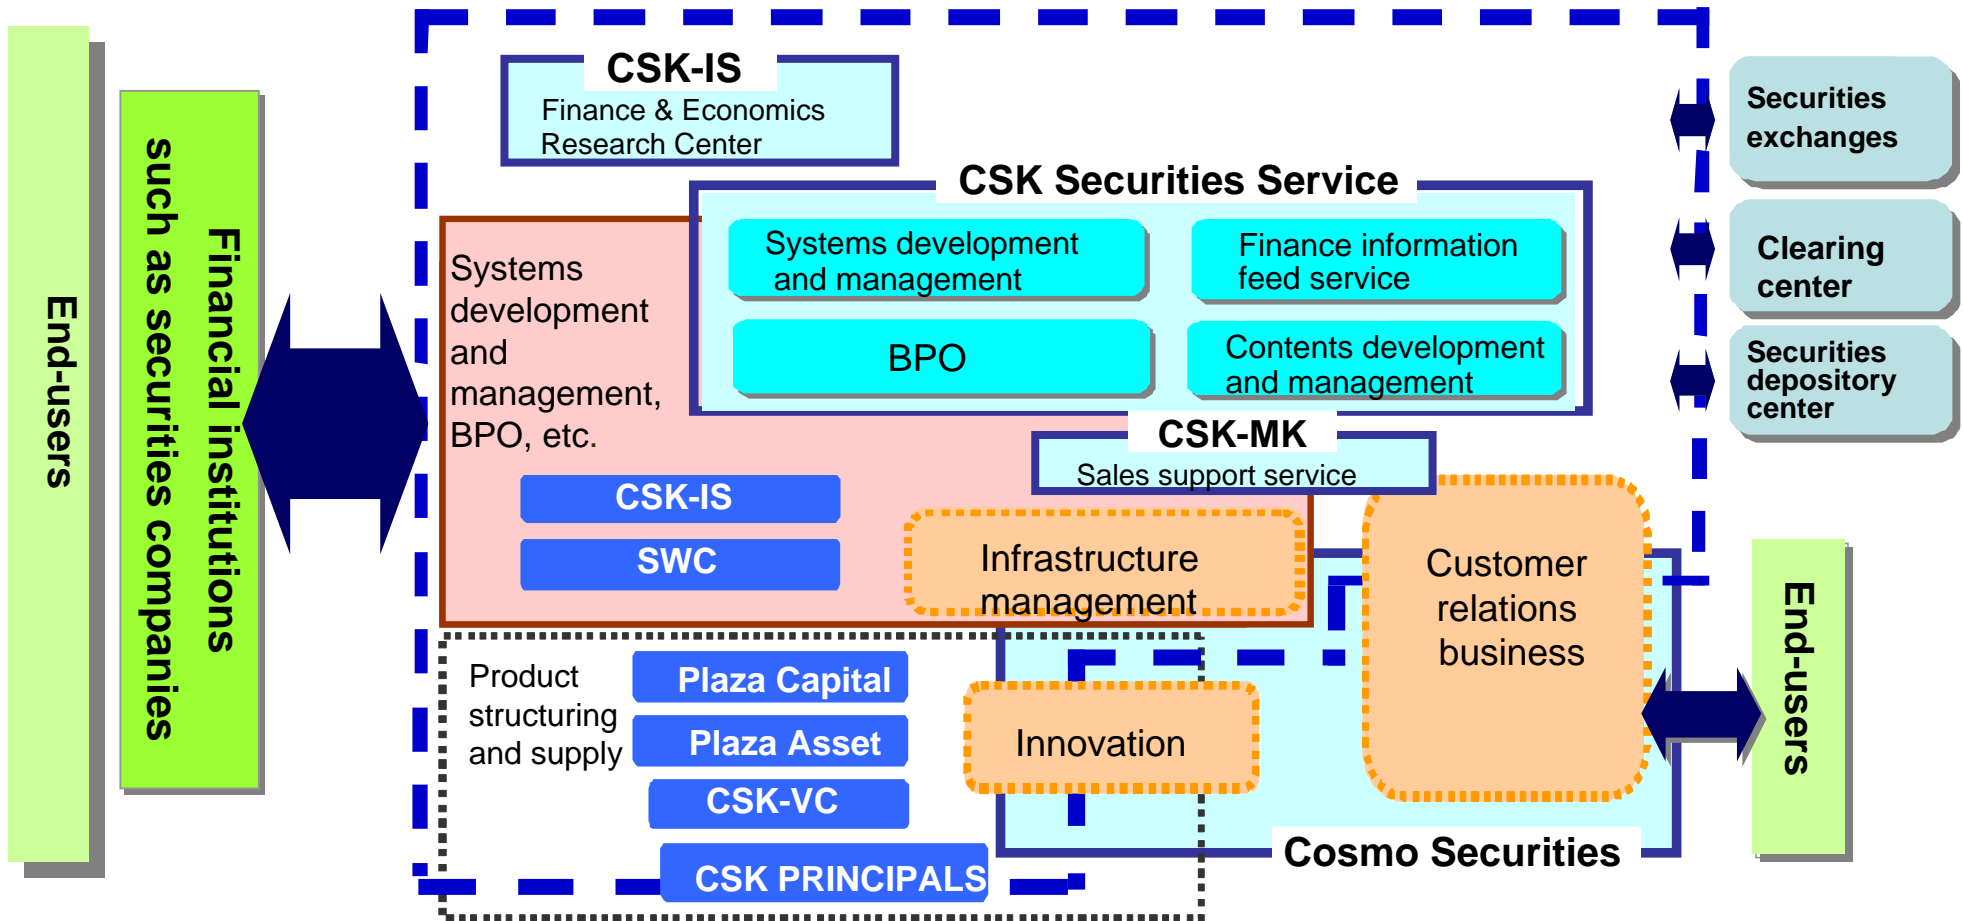 End-users
Financial institutions
such as securities companies
CSK-IS
Finance & Economics
Research Center
CSK Securities Service
Systems development
and management
Finance information
feed service
BPO
Contents development
and management
Systems
development
and
management,
BPO, etc.
CSK-MK
Sales support service
CSK-IS
SWC
Infrastructure
management
Customer
relations
business
Product
structuring
and supply
Plaza Capital
Plaza Asset
CSK-VC
CSK PRINCIPALS
Innovation
Cosmo Securities
Securities
exchanges
Clearing
center
Securities
depository
center
End-users